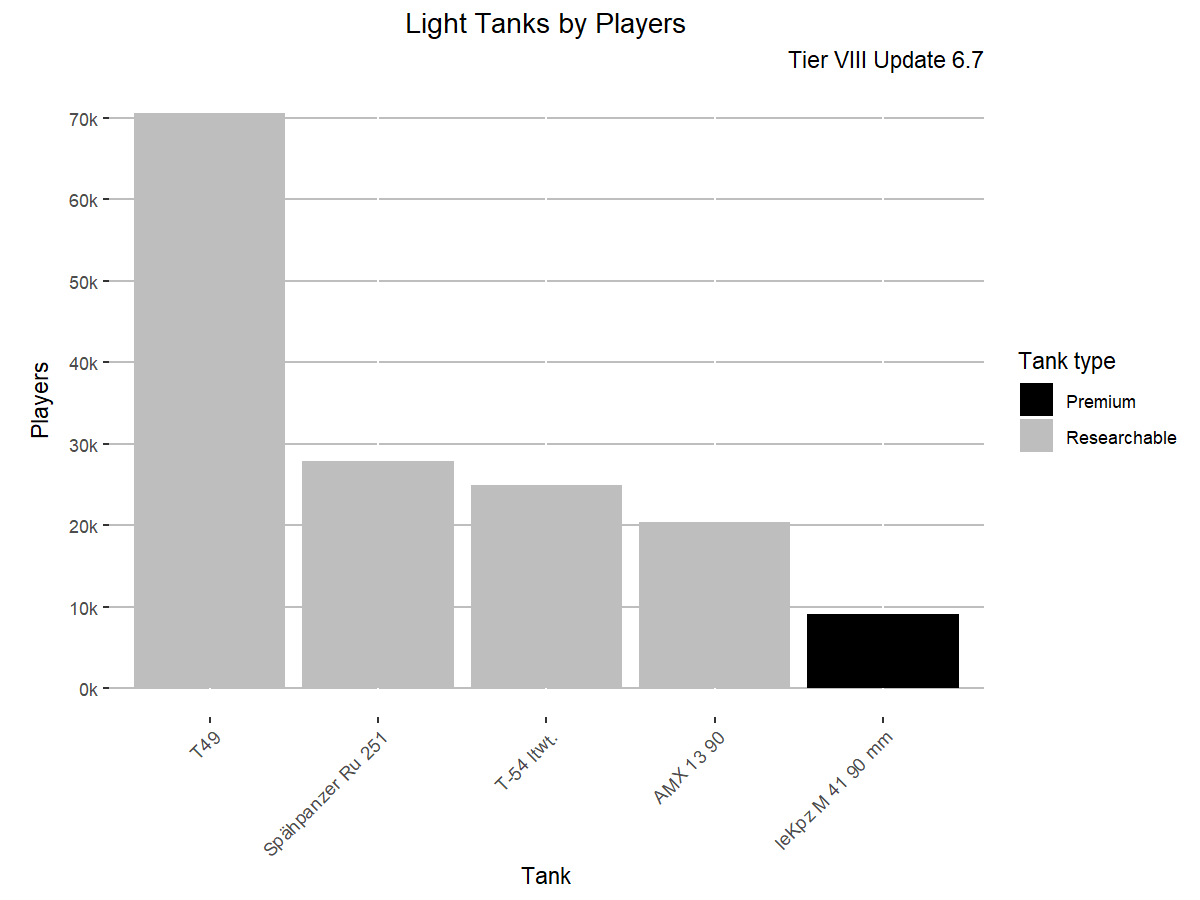 Light Tanks by Players
Tier VIII Update 6.7
Players
70k
60k
50k
40k
30k
20k
10k
0k
T49
Spähpanzer Ru 251
T-54 ltwt.
AMX 13 90
leKpz M 41 90 mm
Tank
Tank type
Premium
Researchable